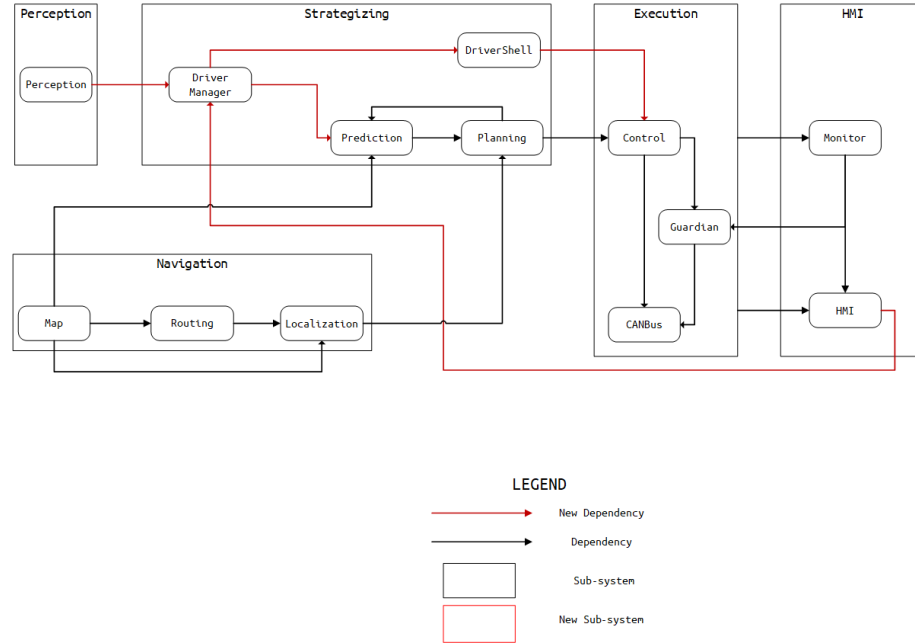 Perception
Strategizing
Execution
HMI
DriverShell
Perception
Driver
Manager
Prediction
Planning
Control
Monitor
Guardian
Navigation
Map
Routing
Localization
CANBus
HMI
LEGEND
New Dependency
Dependency
Sub-system
New Sub-system